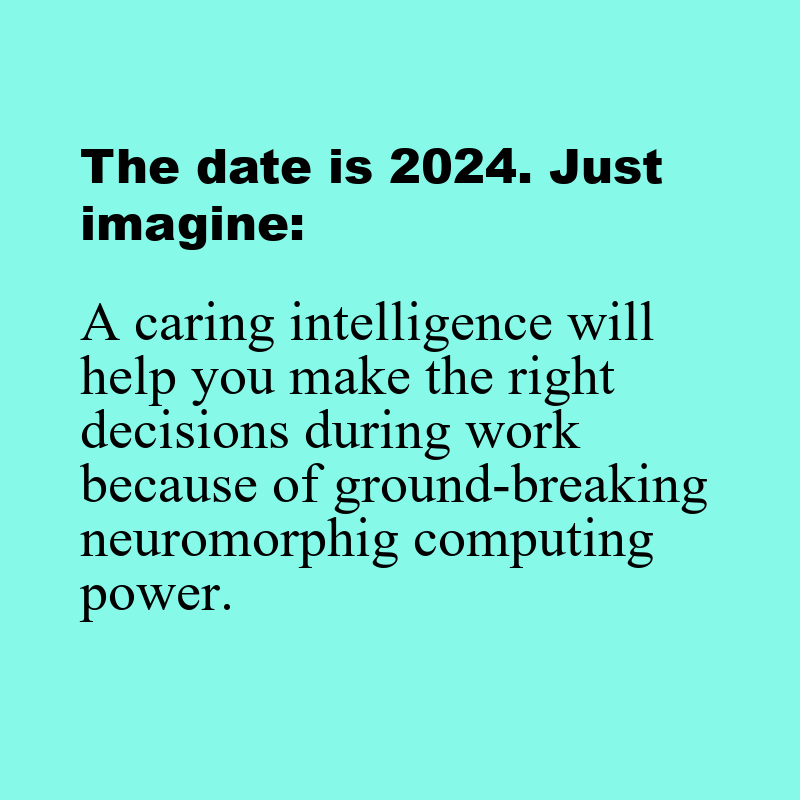 The date is 2024. Just
imagine:
A caring intelligence will
help you make the right
decisions during work
because of ground-breaking
neuromorphig computing
power.